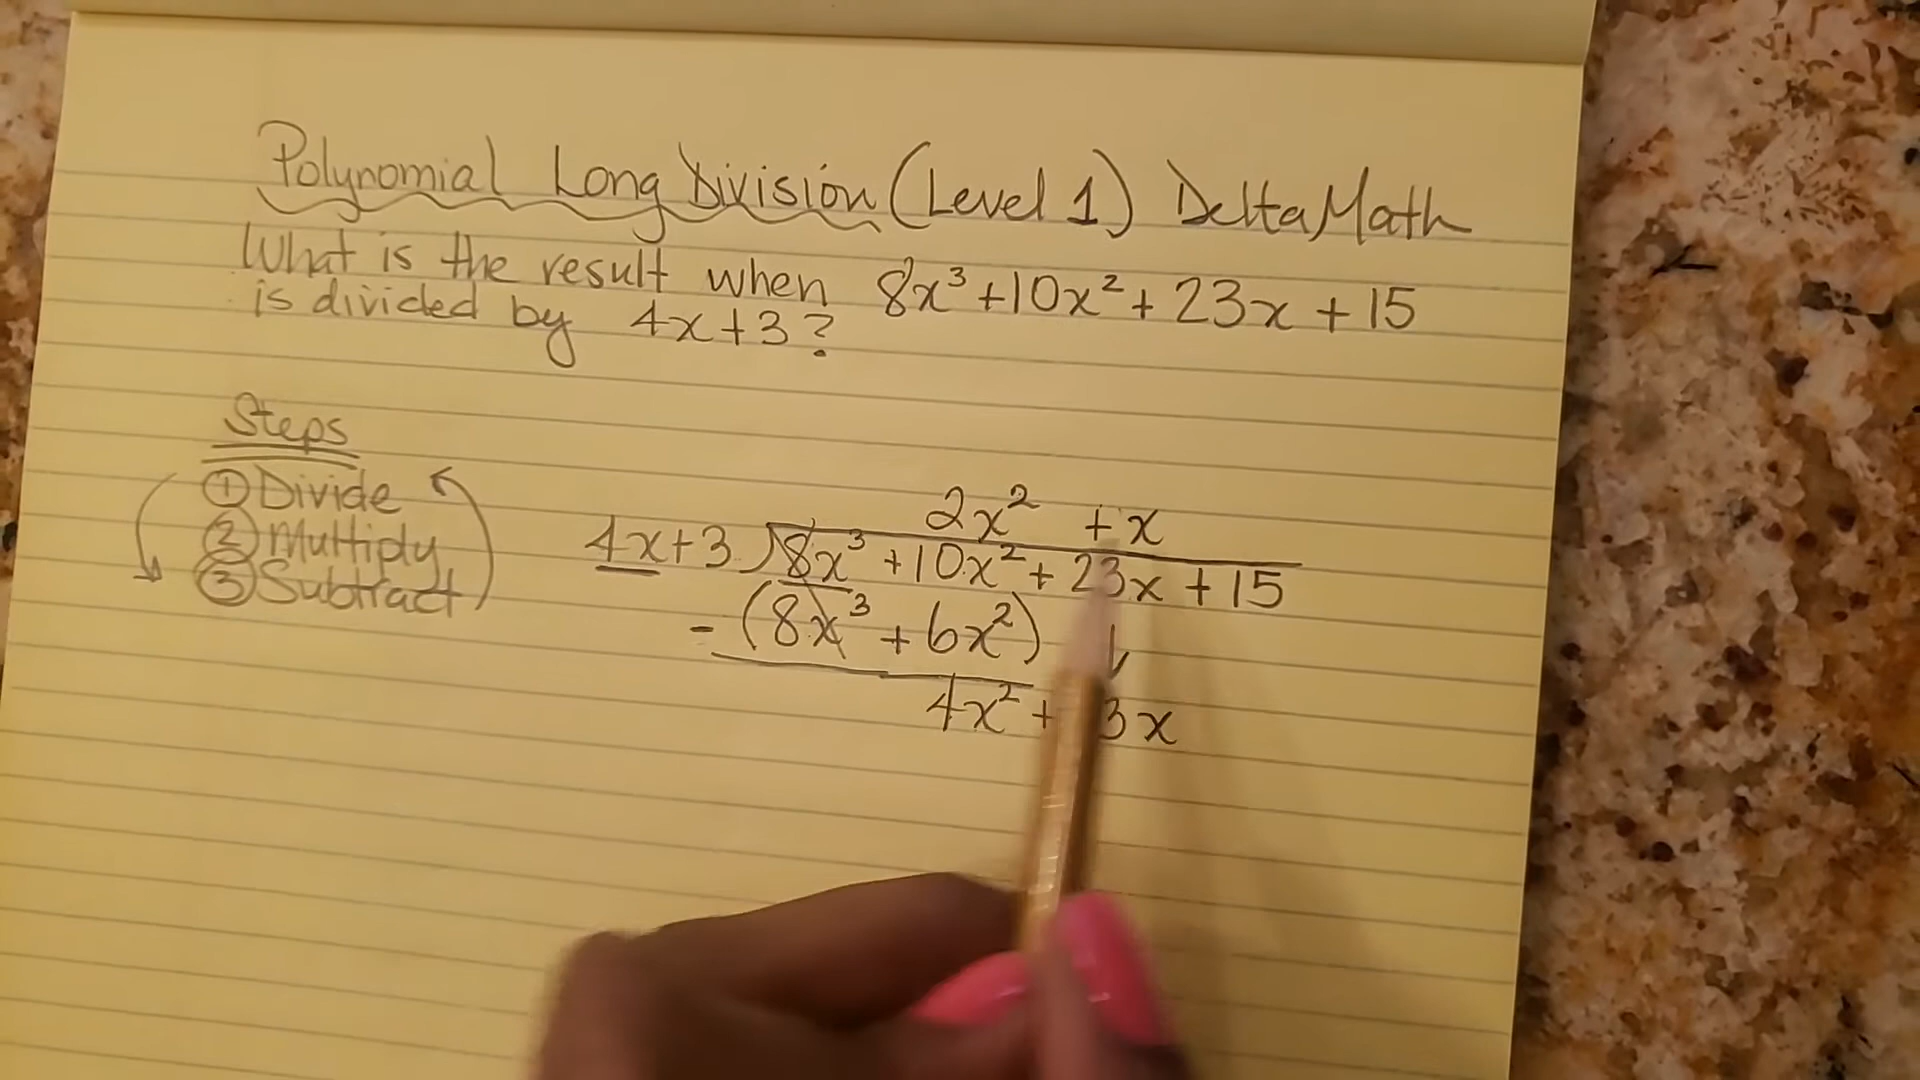 Polynomial Long Division (Level 1) DeltaMath
What is the result when 8x³ + 10x² + 23x + 15
is divided by 4x + 3?
Steps
① Divide
② Multiply
③ Subtract
2x² + x
4x + 3 ) 8x³ + 10x² + 23x + 15
- (8x³ + 6x²)
4x² + 3x